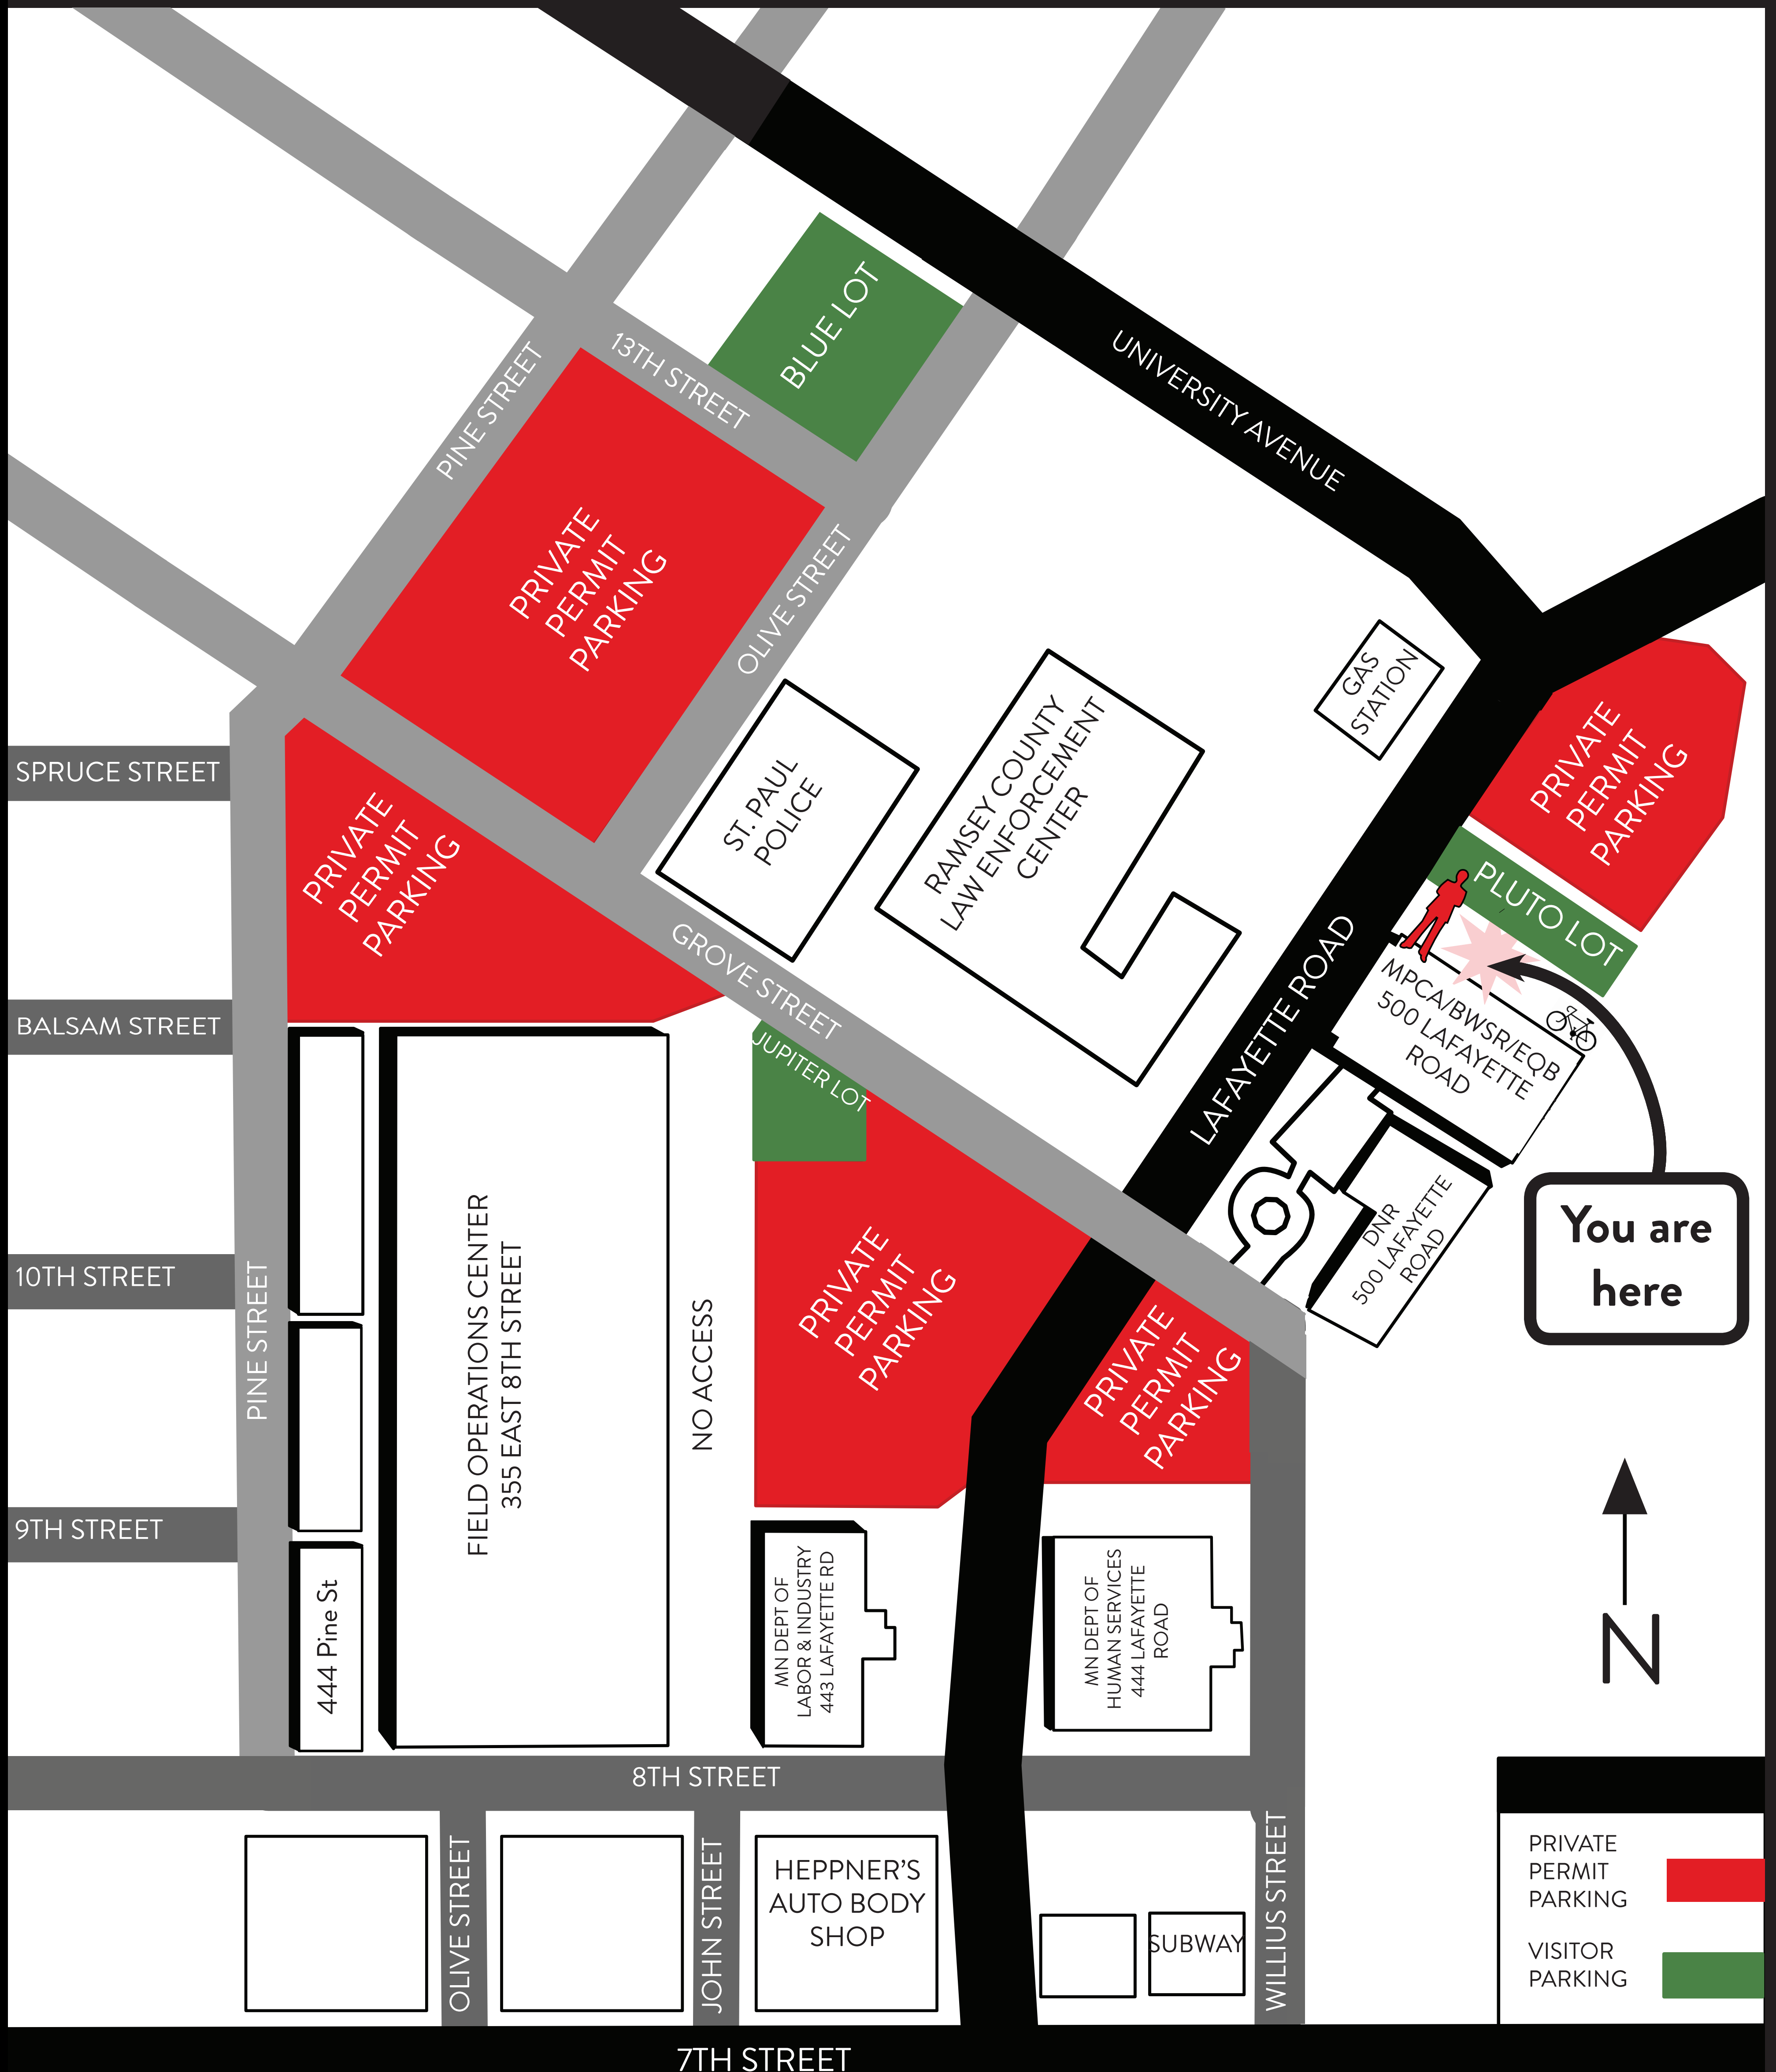 BLUE LOT
13TH STREET
UNIVERSITY AVENUE
PINE STREET
PRIVATE
PERMIT
PARKING
OLIVE STREET
GAS
STATION
PRIVATE
PERMIT
PARKING
SPRUCE STREET
ST. PAUL
POLICE
RAMSEY COUNTY
LAW ENFORCEMENT
CENTER
PRIVATE
PERMIT
PARKING
PLUTO LOT
GROVE STREET
LAFAYETTE ROAD
MPCA/BWSR/EQB
500 LAFAYETTE
ROAD
BALSAM STREET
JUPITER LOT
DNR
500 LAFAYETTE
ROAD
You are
here
10TH STREET
PINE STREET
FIELD OPERATIONS CENTER
355 EAST 8TH STREET
NO ACCESS
PRIVATE
PERMIT
PARKING
PRIVATE
PERMIT
PARKING
9TH STREET
444 Pine St
MN DEPT OF
LABOR & INDUSTRY
443 LAFAYETTE RD
MN DEPT OF
HUMAN SERVICES
444 LAFAYETTE
ROAD
N
8TH STREET
OLIVE STREET
JOHN STREET
HEPPNER'S
AUTO BODY
SHOP
SUBWAY
WILLIUS STREET
PRIVATE
PERMIT
PARKING
VISITOR
PARKING
7TH STREET